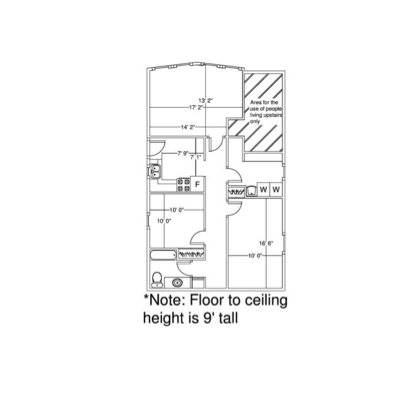 13' 2"
17' 2"
Area for the
use of people
living upstairs
only
14' 2"
7' 9"
7' 1"
F
W W
10' 0"
10' 0"
16' 6"
10' 0"
*Note: Floor to ceiling
height is 9' tall